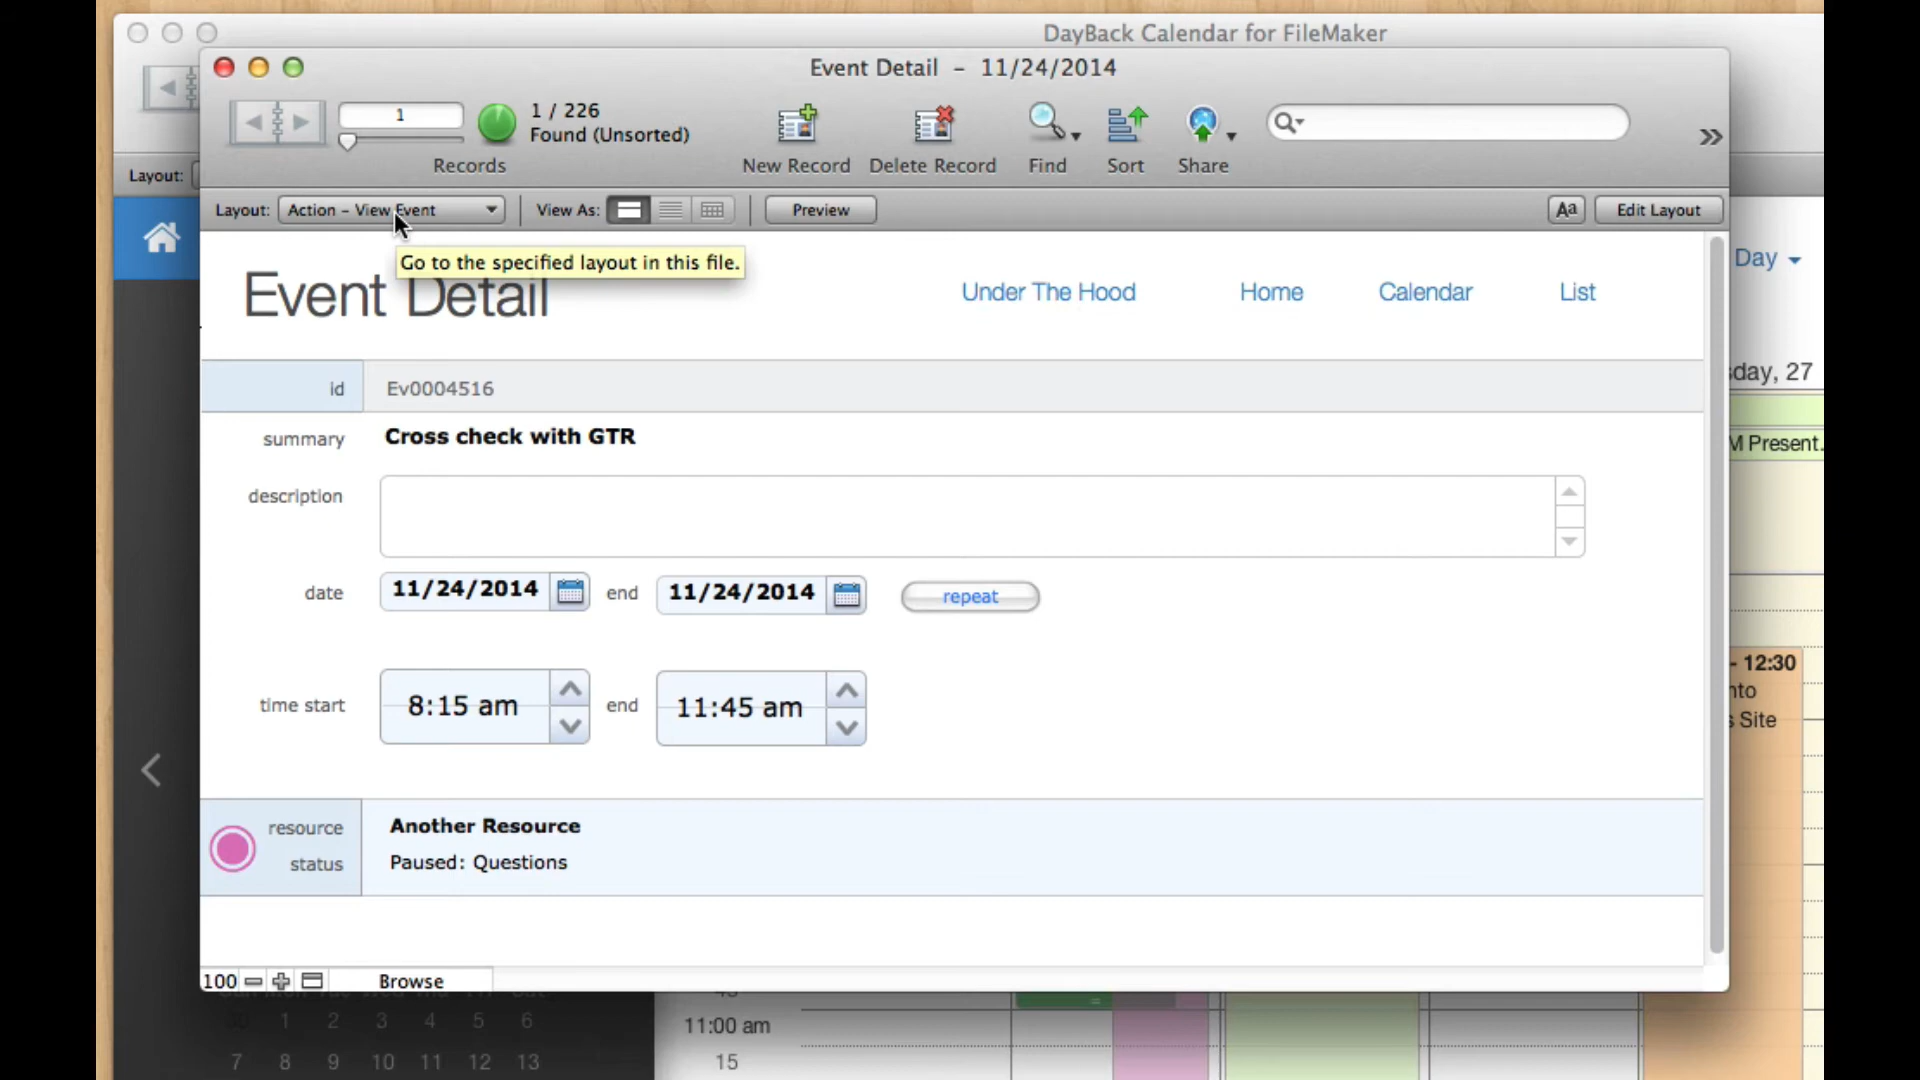 DayBack Calendar for FileMaker
Event Detail – 11/24/2014
1
1 / 226
Found (Unsorted)
Records
New Record
Delete Record
Find
Sort
Share
Layout:
Layout:
Action – View Event
View As:
Preview
Aa
Edit Layout
Go to the specified layout in this file.
Event Detail
Under The Hood
Home
Calendar
List
Day
sday, 27
id
Ev0004516
summary
Cross check with GTR
M Present.
description
date
11/24/2014
end
11/24/2014
repeat
- 12:30
nto
s Site
time start
8:15 am
end
11:45 am
resource
Another Resource
status
Paused: Questions
100
Browse
30 1 2 3 4 5 6
11:00 am
7 8 9 10 11 12 13
15